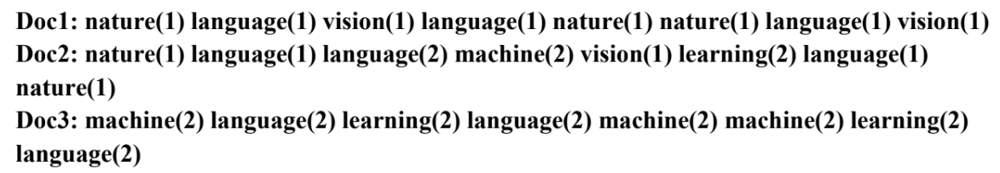 Doc1: nature(1) language(1) vision(1) language(1) nature(1) nature(1) language(1) vision(1)
Doc2: nature(1) language(1) language(2) machine(2) vision(1) learning(2) language(1)
nature(1)
Doc3: machine(2) language(2) learning(2) language(2) machine(2) machine(2) learning(2)
language(2)